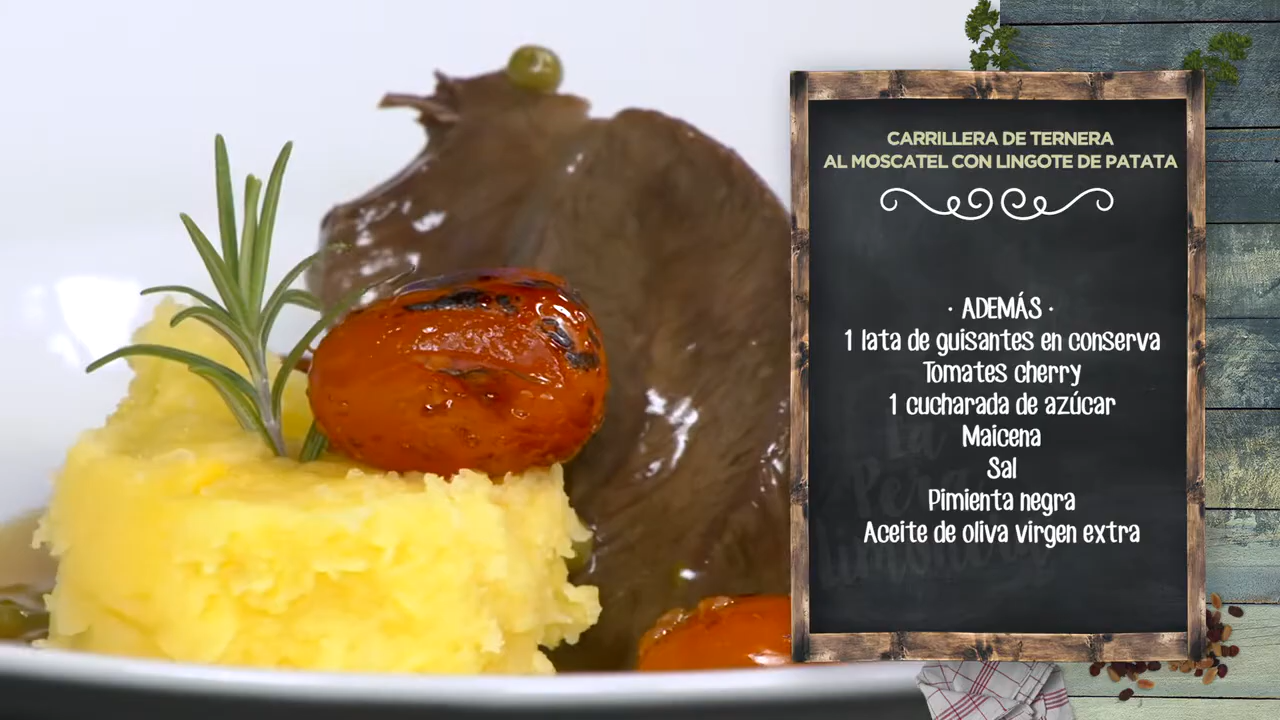 CARRILLERA DE TERNERA
AL MOSCATEL CON LINGOTE DE PATATA
· ADEMÁS ·
1 lata de guisantes en conserva
Tomates cherry
1 cucharada de azúcar
Maicena
Sal
Pimienta negra
Aceite de oliva virgen extra